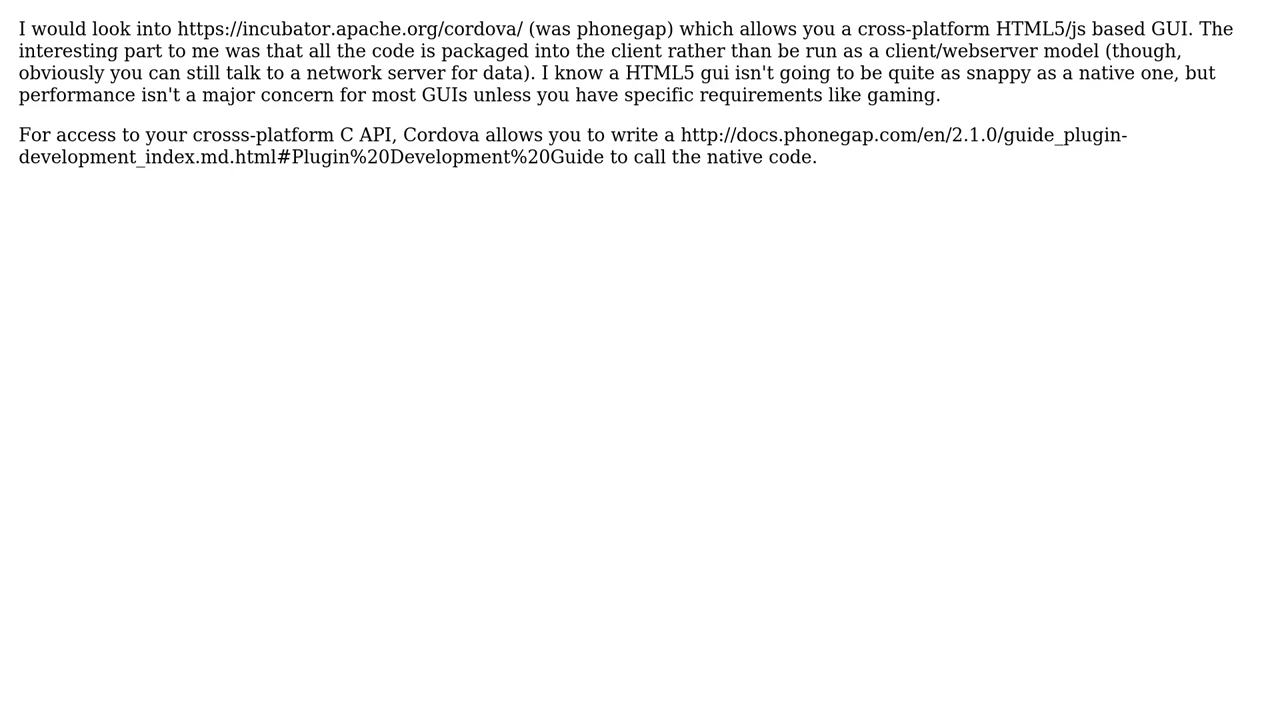 I would look into https://incubator.apache.org/cordova/ (was phonegap) which allows you a cross-platform HTML5/js based GUI. The
interesting part to me was that all the code is packaged into the client rather than be run as a client/webserver model (though,
obviously you can still talk to a network server for data). I know a HTML5 gui isn't going to be quite as snappy as a native one, but
performance isn't a major concern for most GUIs unless you have specific requirements like gaming.
For access to your crosss-platform C API, Cordova allows you to write a http://docs.phonegap.com/en/2.1.0/guide_plugin-
development_index.md.html#Plugin%20Development%20Guide to call the native code.